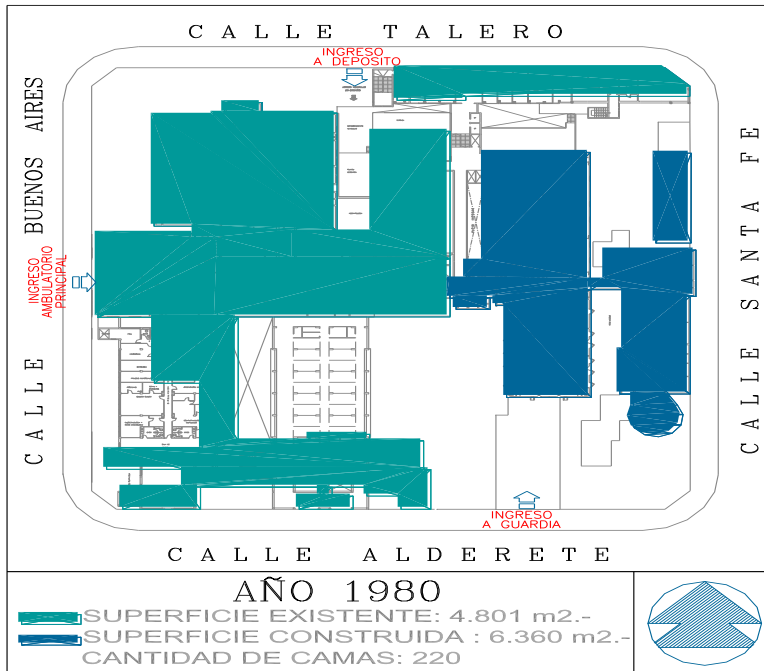 CALLE TALERO
INGRESO
A DEPOSITO
CALLE BUENOS AIRES
INGRESO
AMBULATORIO
PRINCIPAL
CALLE SANTA FE
INGRESO
A GUARDIA
CALLE ALDERETE
AÑO 1980
SUPERFICIE EXISTENTE: 4.801 m2.-
SUPERFICIE CONSTRUIDA : 6.360 m2.-
CANTIDAD DE CAMAS: 220